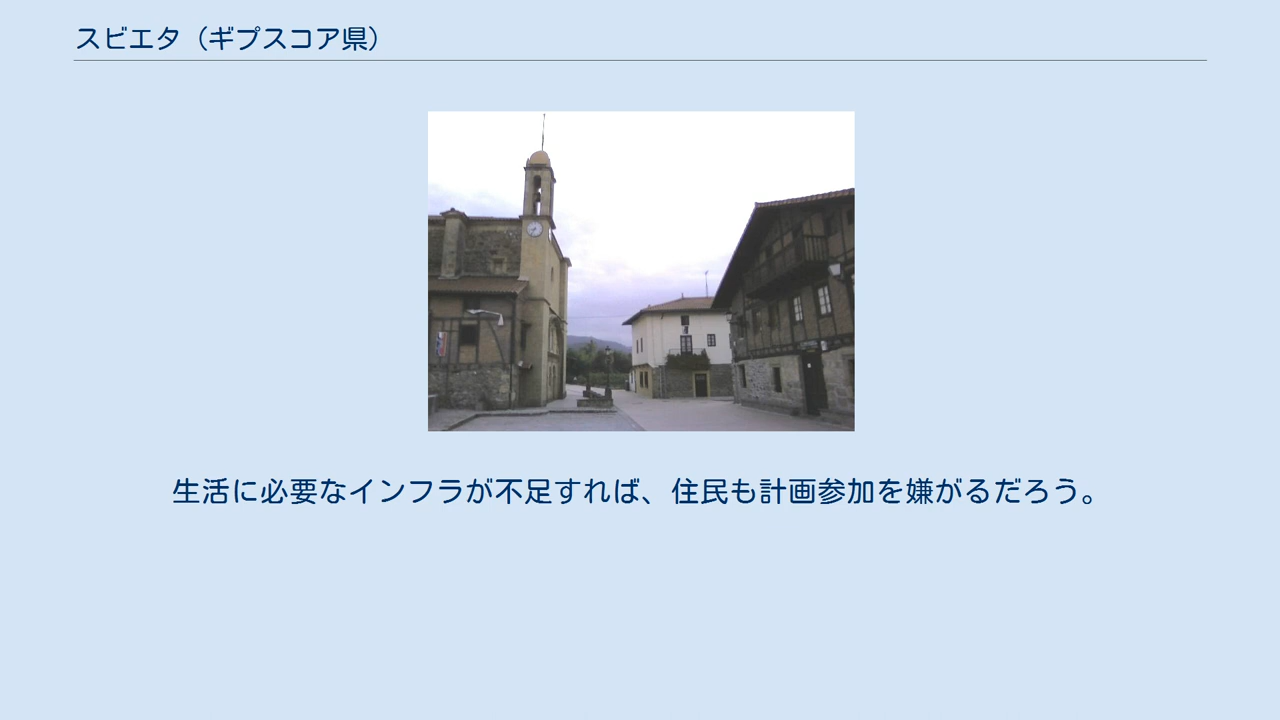 スビエタ（ギプスコア県）
生活に必要なインフラが不足すれば、住民も計画参加を嫌がるだろう。